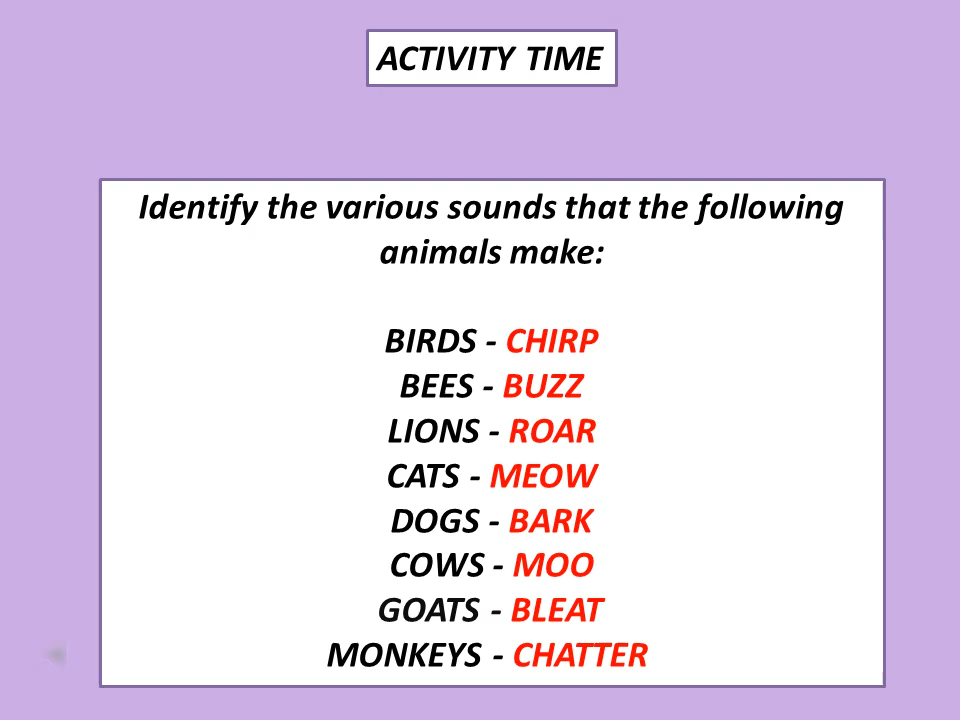 ACTIVITY TIME
Identify the various sounds that the following
animals make:
BIRDS - CHIRP
BEES - BUZZ
LIONS - ROAR
CATS - MEOW
DOGS - BARK
COWS - MOO
GOATS - BLEAT
MONKEYS - CHATTER